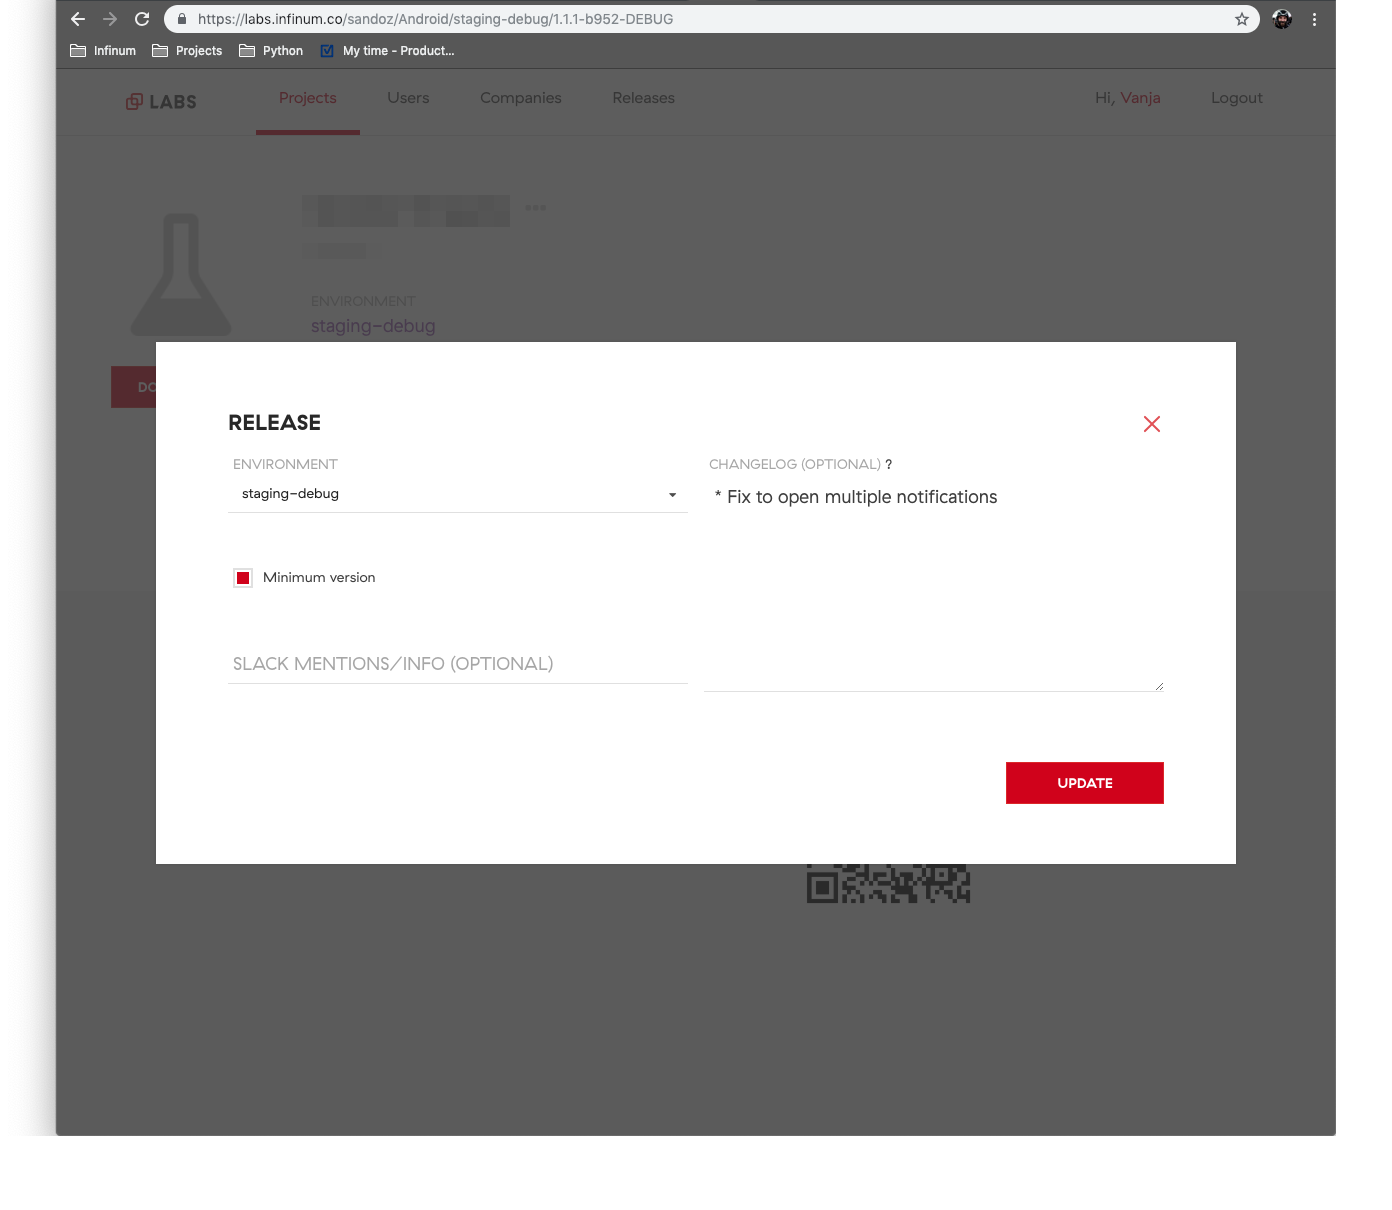 https://labs.infinum.co/sandoz/Android/staging-debug/1.1.1-b952-DEBUG
Infinum Projects Python My time - Product...
LABS Projects Users Companies Releases Hi, Vanja Logout
ENVIRONMENT
staging-debug
DO
RELEASE
ENVIRONMENT
staging-debug
CHANGELOG (OPTIONAL) ?
* Fix to open multiple notifications
Minimum version
SLACK MENTIONS/INFO (OPTIONAL)
UPDATE